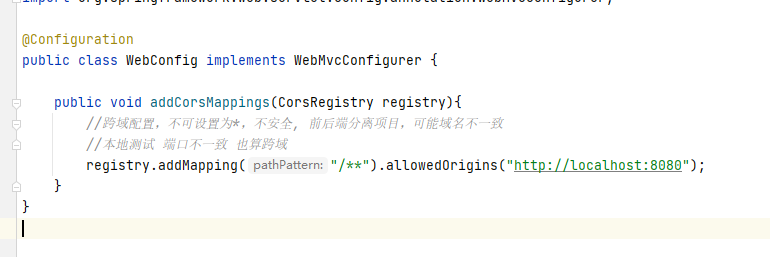 import org.springframework.web.servlet.config.annotation.WebMvcConfigurer;
@Configuration
public class WebConfig implements WebMvcConfigurer {
public void addCorsMappings(CorsRegistry registry){
//跨域配置，不可设置为*，不安全, 前后端分离项目，可能域名不一致
//本地测试 端口不一致 也算跨域
registry.addMapping( pathPattern: "/**").allowedOrigins("http://localhost:8080");
}
}